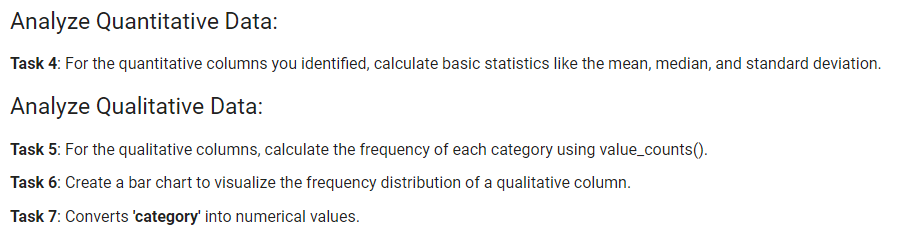 Analyze Quantitative Data:
Task 4: For the quantitative columns you identified, calculate basic statistics like the mean, median, and standard deviation.
Analyze Qualitative Data:
Task 5: For the qualitative columns, calculate the frequency of each category using value_counts().
Task 6: Create a bar chart to visualize the frequency distribution of a qualitative column.
Task 7: Converts 'category' into numerical values.